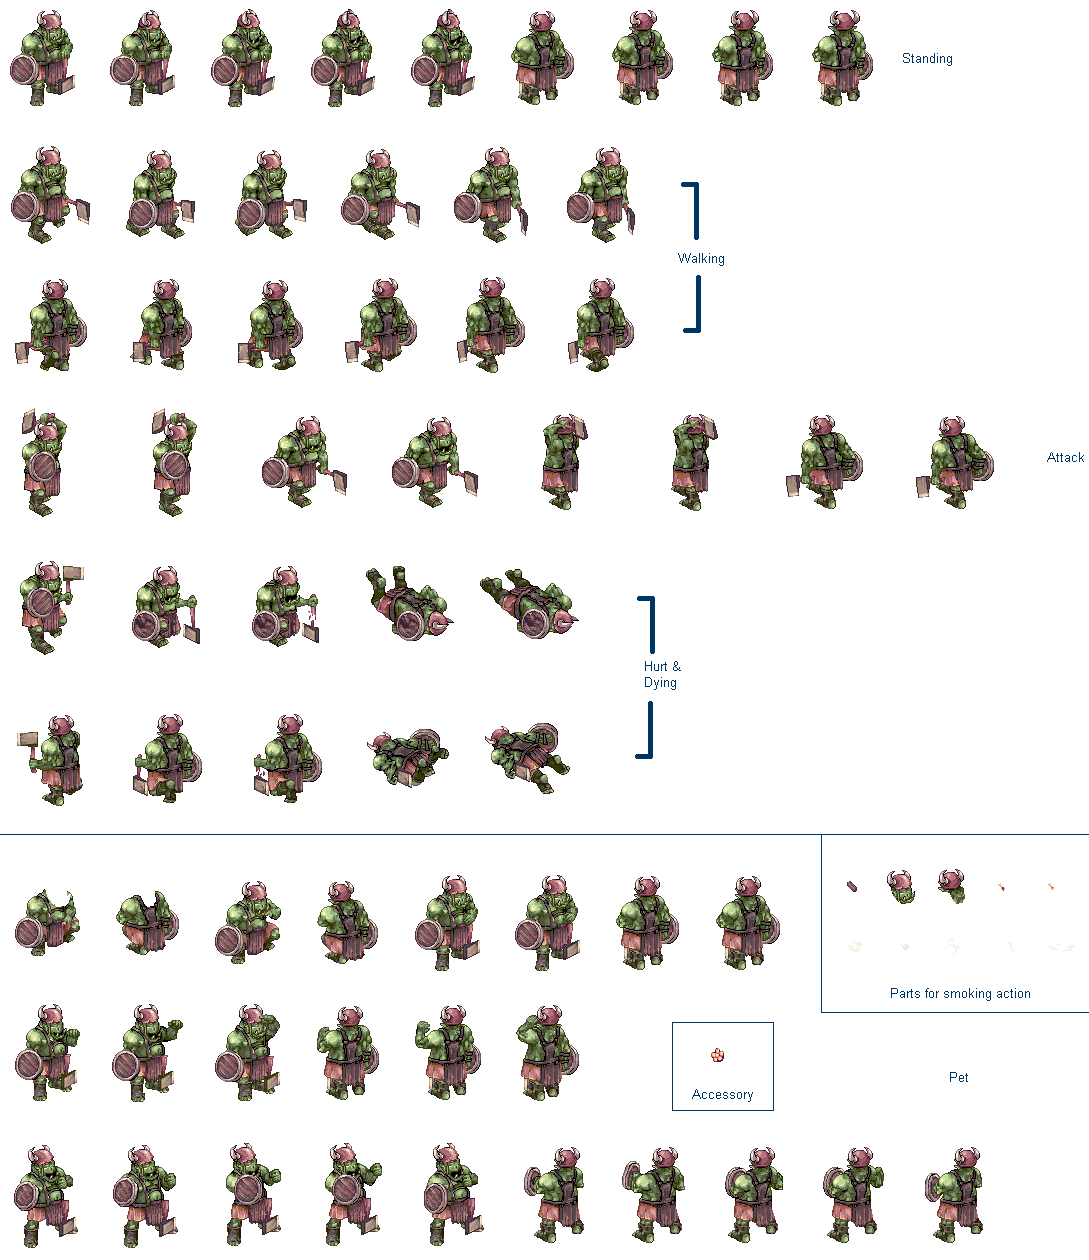 Standing
Walking
Attack
Hurt &
Dying
Parts for smoking action
Accessory
Pet